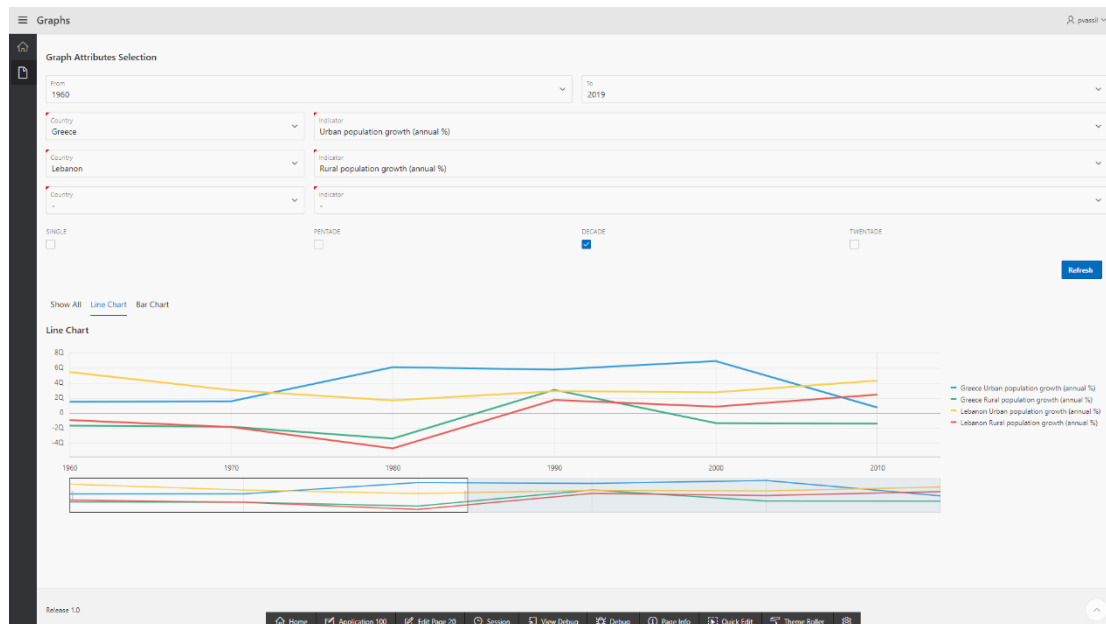 Graphs
pvassil
Graph Attributes Selection
From
1960
To
2019
Country
Greece
Indicator
Urban population growth (annual %)
Country
Lebanon
Indicator
Rural population growth (annual %)
Country
-
Indicator
-
SINGLE
PENTADE
DECADE
TWENTADE
Refresh
Show All Line Chart Bar Chart
Line Chart
8Q
6Q
4Q
2Q
0
-2Q
-4Q
1960 1970 1980 1990 2000 2010
Greece Urban population growth (annual %)
Greece Rural population growth (annual %)
Lebanon Urban population growth (annual %)
Lebanon Rural population growth (annual %)
Release 1.0
Home Application 100 Edit Page 20 Session View Debug Debug Page Info Quick Edit Theme Roller